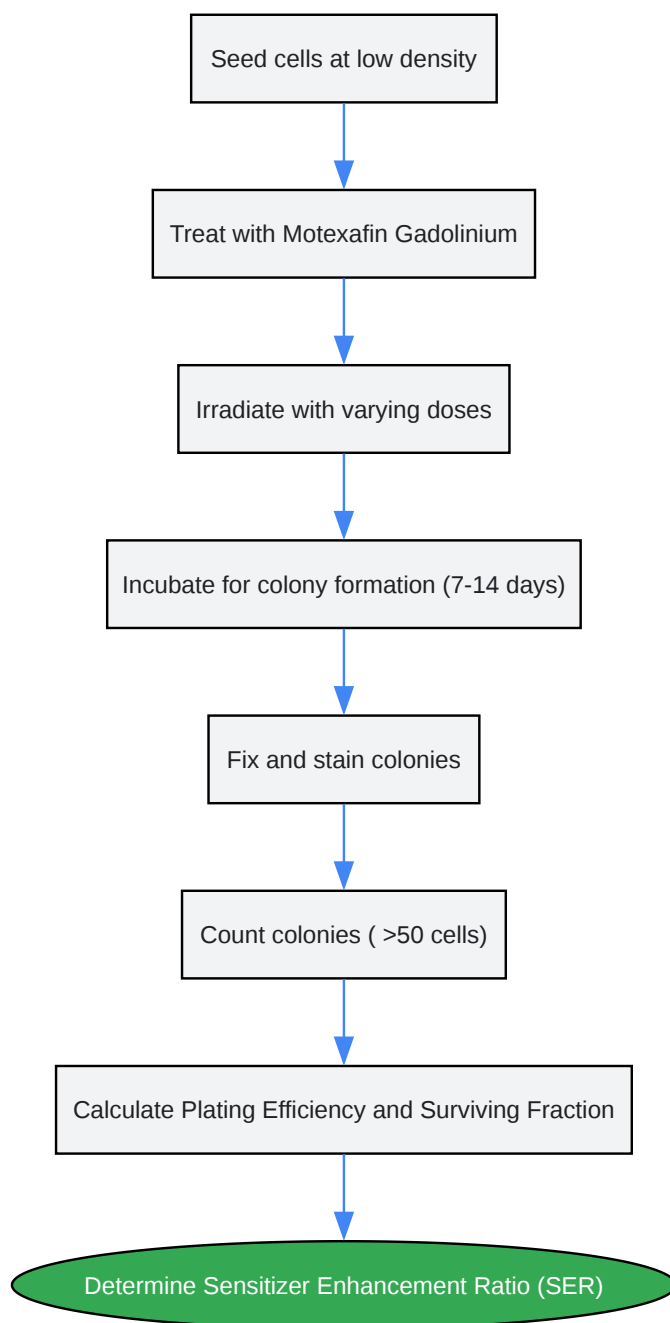 Seed cells at low density
Treat with Motexafin Gadolinium
Irradiate with varying doses
Incubate for colony formation (7-14 days)
Fix and stain colonies
Count colonies ( >50 cells)
Calculate Plating Efficiency and Surviving Fraction
Determine Sensitizer Enhancement Ratio (SER)